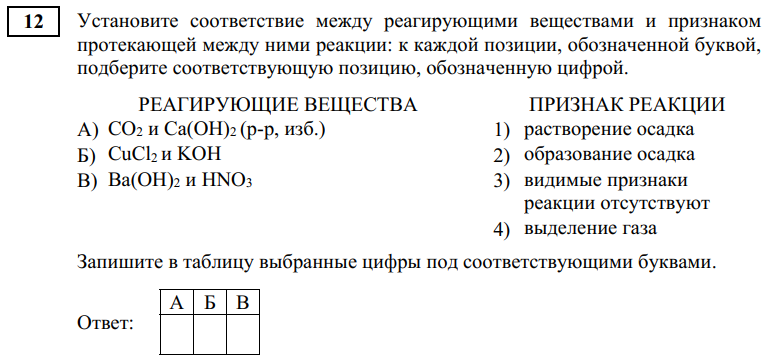 12 Установите соответствие между реагирующими веществами и признаком
протекающей между ними реакции: к каждой позиции, обозначенной буквой,
подберите соответствующую позицию, обозначенную цифрой.
РЕАГИРУЮЩИЕ ВЕЩЕСТВА ПРИЗНАК РЕАКЦИИ
А) CO2 и Ca(OH)2 (р-р, изб.) 1) растворение осадка
Б) CuCl2 и KOH 2) образование осадка
В) Ba(OH)2 и HNO3 3) видимые признаки
реакции отсутствуют
4) выделение газа
Запишите в таблицу выбранные цифры под соответствующими буквами.
А Б В
Ответ: